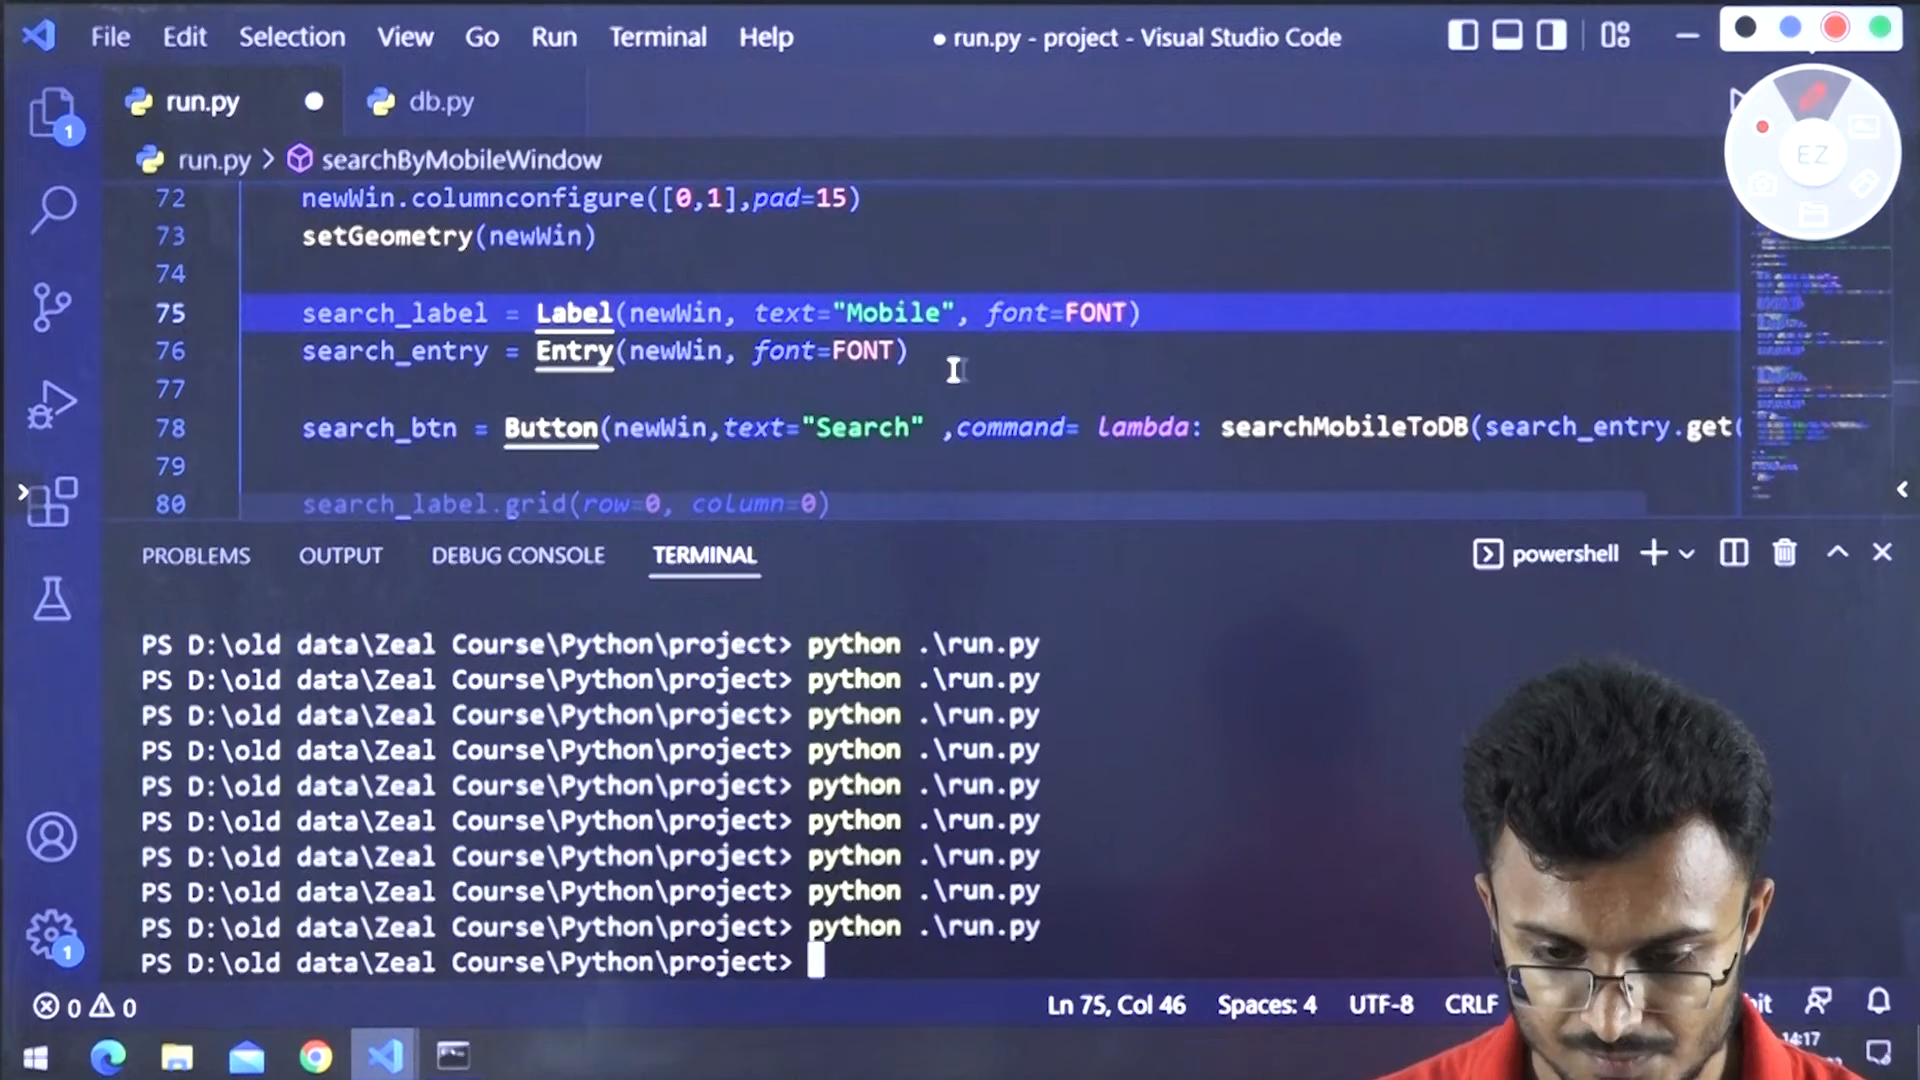 File Edit Selection View Go Run Terminal Help
● run.py - project - Visual Studio Code
run.py
db.py
EZ
1
run.py > searchByMobileWindow
72 newWin.columnconfigure([0,1],pad=15)
73 setGeometry(newWin)
74
75 search_label = Label(newWin, text="Mobile", font=FONT)
76 search_entry = Entry(newWin, font=FONT)
77
78 search_btn = Button(newWin,text="Search" ,command= lambda: searchMobileToDB(search_entry.get(
79
80 search_label.grid(row=0, column=0)
PROBLEMS OUTPUT DEBUG CONSOLE TERMINAL
powershell
PS D:\old data\Zeal Course\Python\project> python .\run.py
PS D:\old data\Zeal Course\Python\project> python .\run.py
PS D:\old data\Zeal Course\Python\project> python .\run.py
PS D:\old data\Zeal Course\Python\project> python .\run.py
PS D:\old data\Zeal Course\Python\project> python .\run.py
PS D:\old data\Zeal Course\Python\project> python .\run.py
PS D:\old data\Zeal Course\Python\project> python .\run.py
PS D:\old data\Zeal Course\Python\project> python .\run.py
PS D:\old data\Zeal Course\Python\project> python .\run.py
PS D:\old data\Zeal Course\Python\project>
1
0 0
Ln 75, Col 46 Spaces: 4 UTF-8 CRLF
14:17